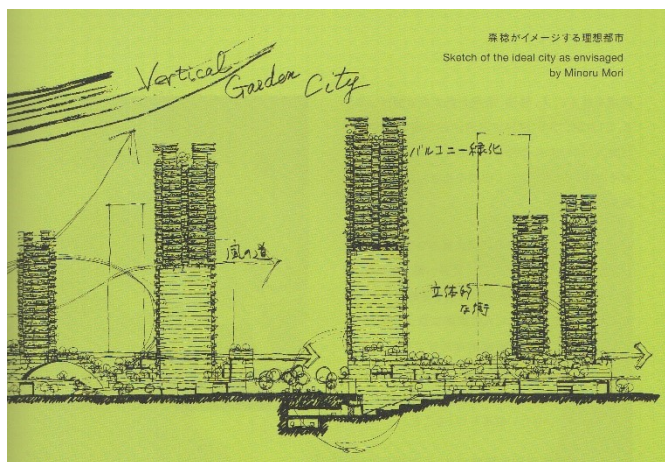 森稔がイメージする理想都市
Sketch of the ideal city as envisaged
by Minoru Mori
Vertical
Garden City
バルコニー緑化
風の道
立体的
な街